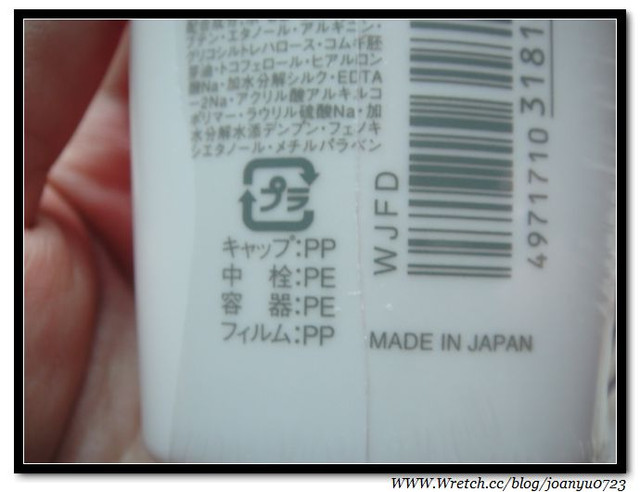 プテン・エタノール・アルギニン・
グリコシルトレハロース・コムギ胚
芽油・トコフェロール・ヒアルロン
酸Na・加水分解シルク・EDTA
-2Na・アクリル酸アルキルコ
ポリマー・ラウリル硫酸Na・加
水分解水添デンプン・フェノキ
シエタノール・メチルパラベン
プラ
キャップ:PP
中 栓:PE
容 器:PE
フィルム:PP
WJFD
4971710 3181
MADE IN JAPAN
WWW.Wretch.cc/blog/joanyu0723